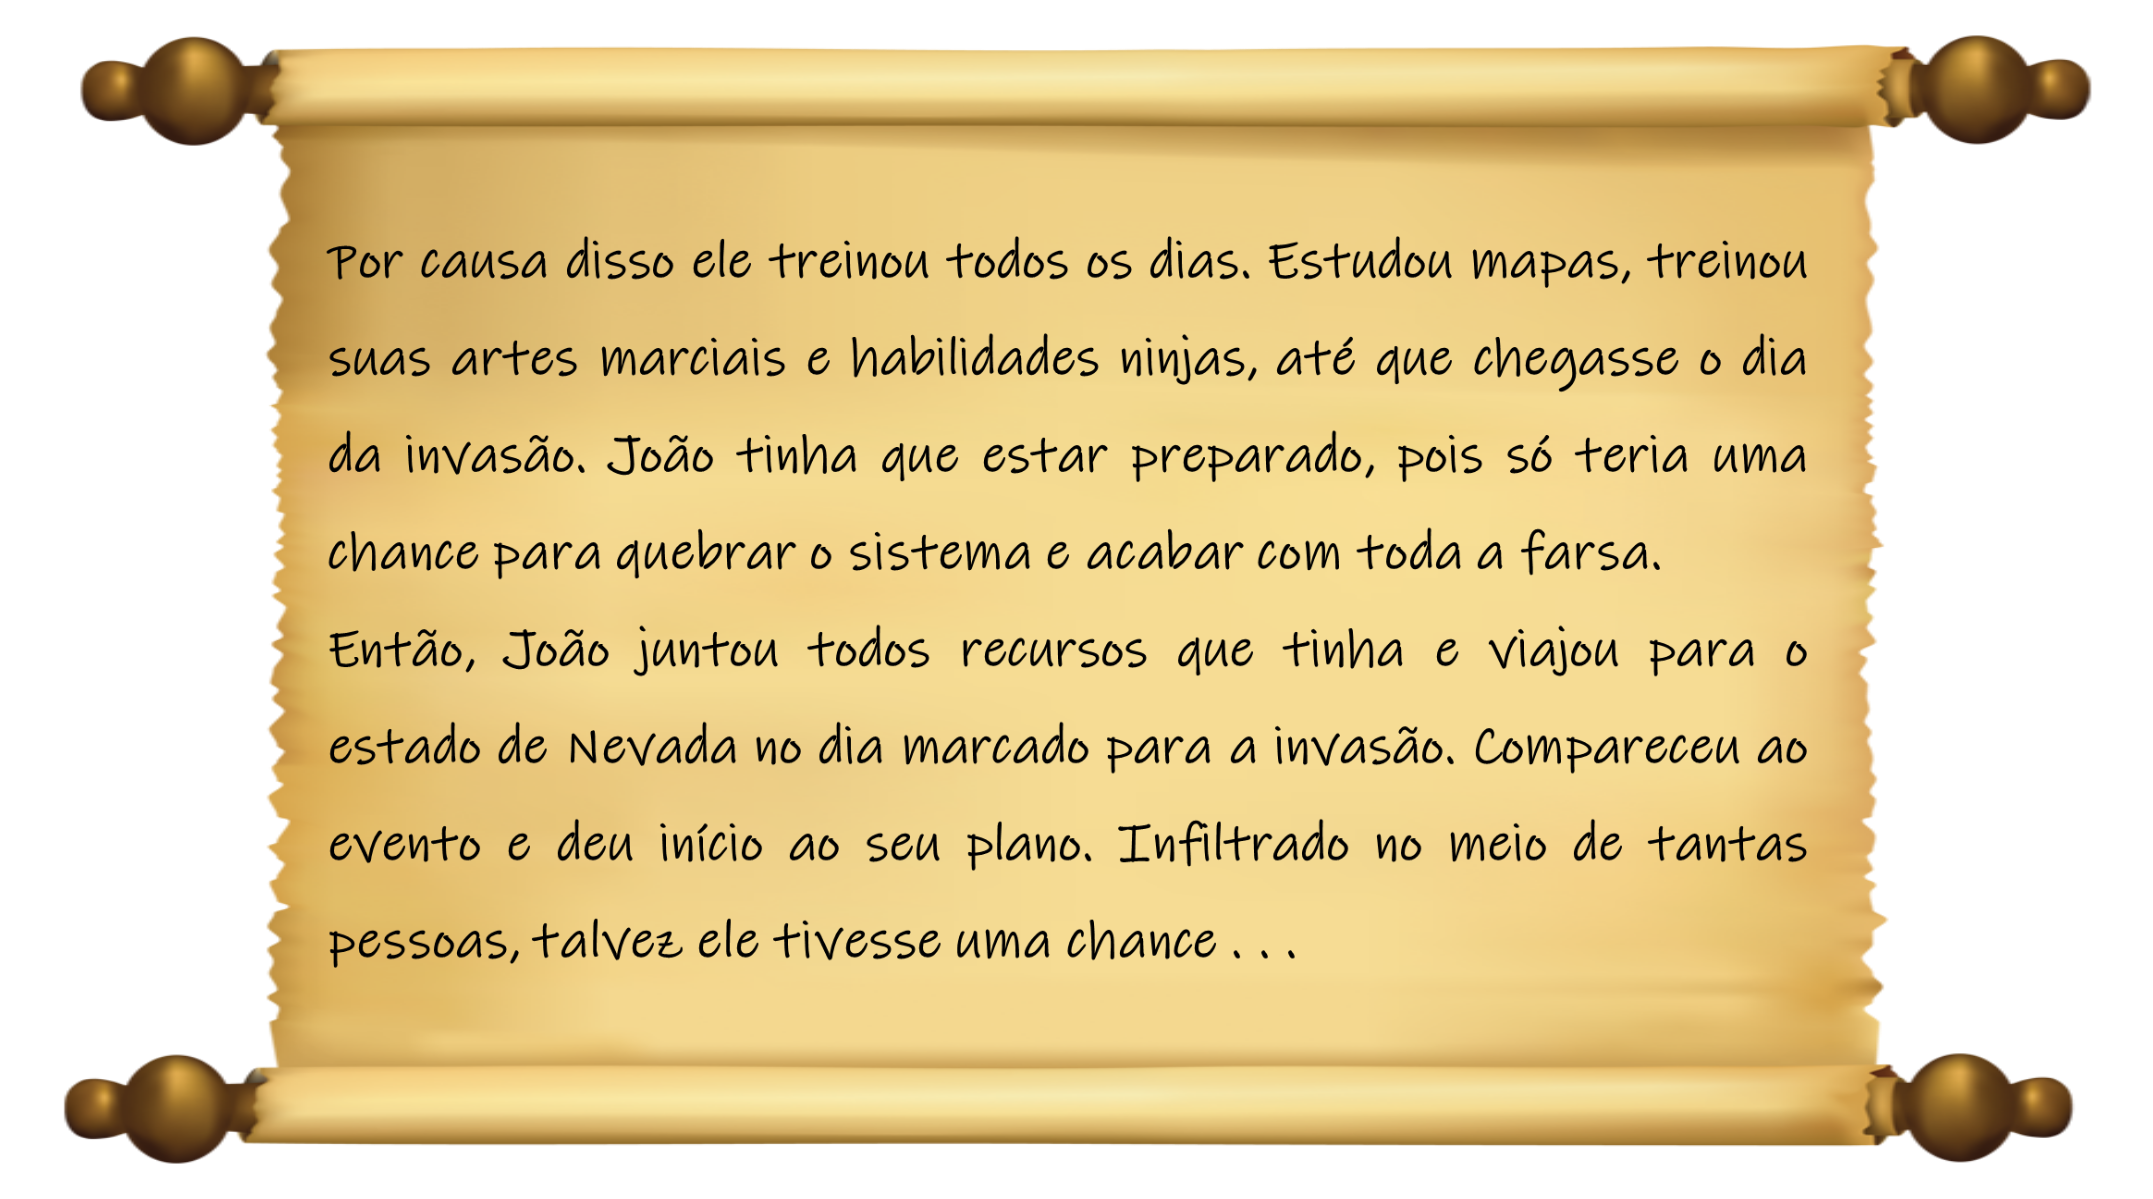 Por causa disso ele treinou todos os dias. Estudou mapas, treinou
suas artes marciais e habilidades ninjas, até que chegasse o dia
da invasão. João tinha que estar preparado, pois só teria uma
chance para quebrar o sistema e acabar com toda a farsa.
Então, João juntou todos recursos que tinha e viajou para o
estado de Nevada no dia marcado para a invasão. Compareceu ao
evento e deu início ao seu plano. Infiltrado no meio de tantas
pessoas, talvez ele tivesse uma chance . . .